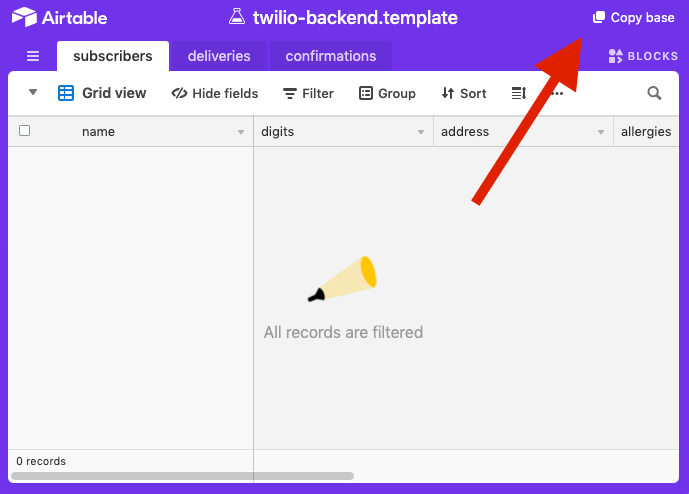 Airtable
twilio-backend.template
Copy base
subscribers
deliveries
confirmations
BLOCKS
Grid view
Hide fields
Filter
Group
Sort
name
digits
address
allergies
All records are filtered
0 records